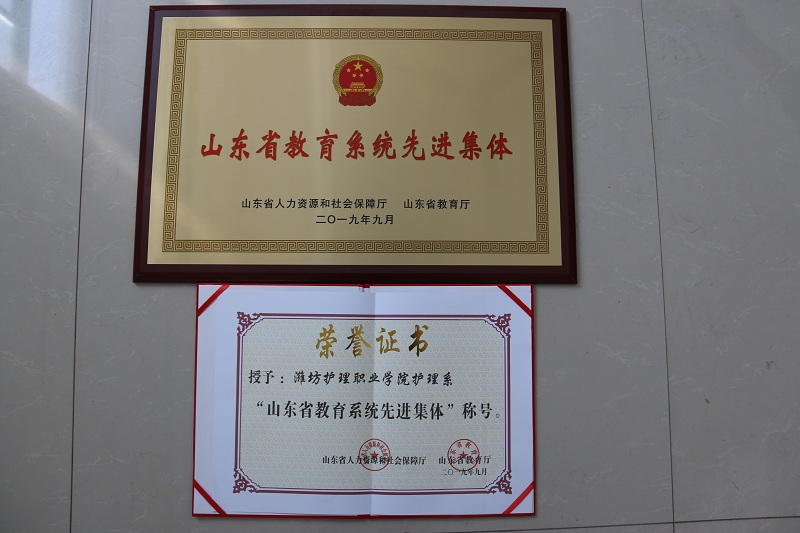 山东省教育系统先进集体
山东省人力资源和社会保障厅 山东省教育厅
二〇一九年九月
荣誉证书
授予：潍坊护理职业学院护理系
“山东省教育系统先进集体”称号。
山东省人力资源和社会保障厅 山东省教育厅
二〇一九年九月